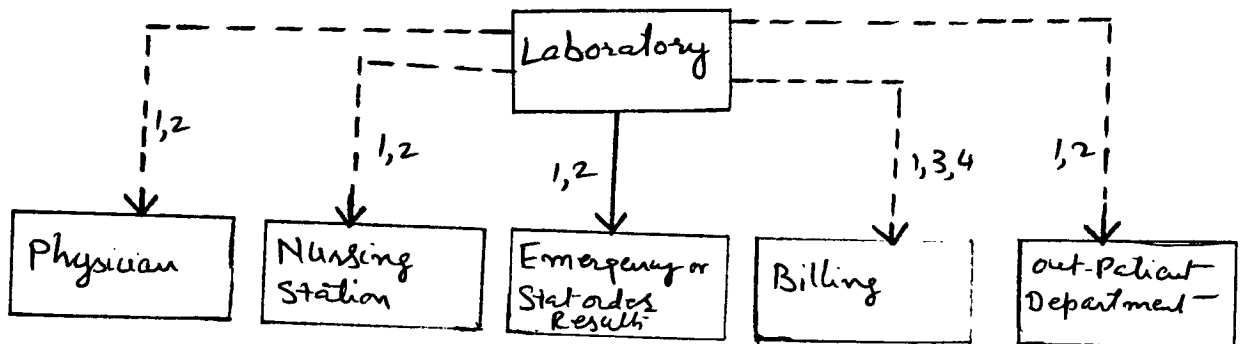 Laboratory
1,2
1,2
1,2
1,3,4
1,2
Physician
Nursing
Station
Emergency or
Stat orders
Results
Billing
Out-Patient
Department